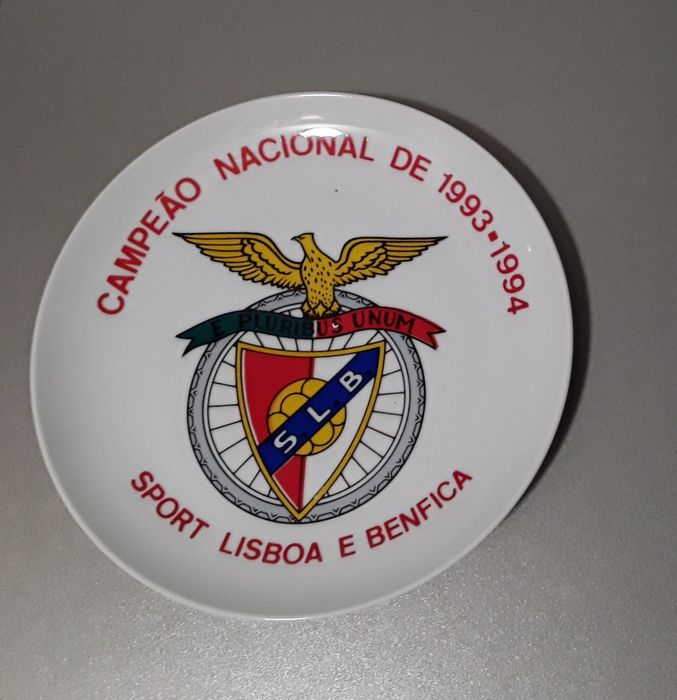 CAMPEÃO NACIONAL DE 1993•1994
E PLURIBUS UNUM
S.L.B.
SPORT LISBOA E BENFICA